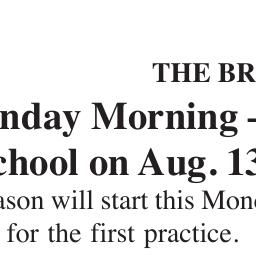 THE BR
nday Morning -
chool on Aug. 13
ason will start this Mon
for the first practice.